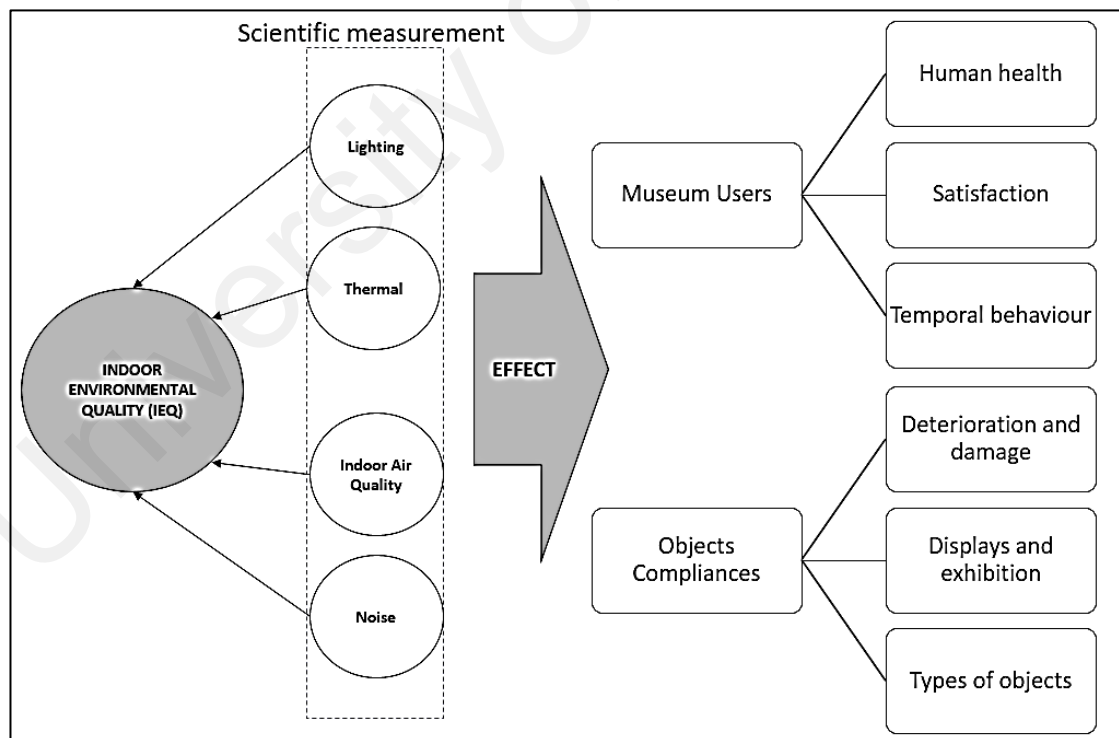 Scientific measurement
Lighting
Thermal
Indoor Air
Quality
Noise
INDOOR
ENVIRONMENTAL
QUALITY (IEQ)
EFFECT
Museum Users
Human health
Satisfaction
Temporal behaviour
Objects
Compliances
Deterioration and
damage
Displays and
exhibition
Types of objects
University o